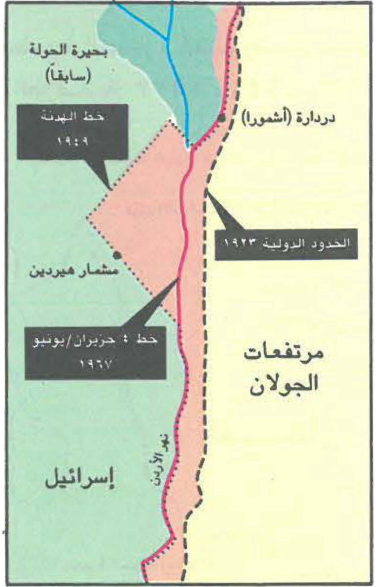 بحيرة الحولة
(سابقاً)
خط الهدنة
١٩٤٩
دردارة (أشمورا)
الحدود الدولية ١٩٢٣
مشمار هيردين
خط ٤ حزيران/يونيو
١٩٦٧
مرتفعات
الجولان
نهر الأردن
إسرائيل